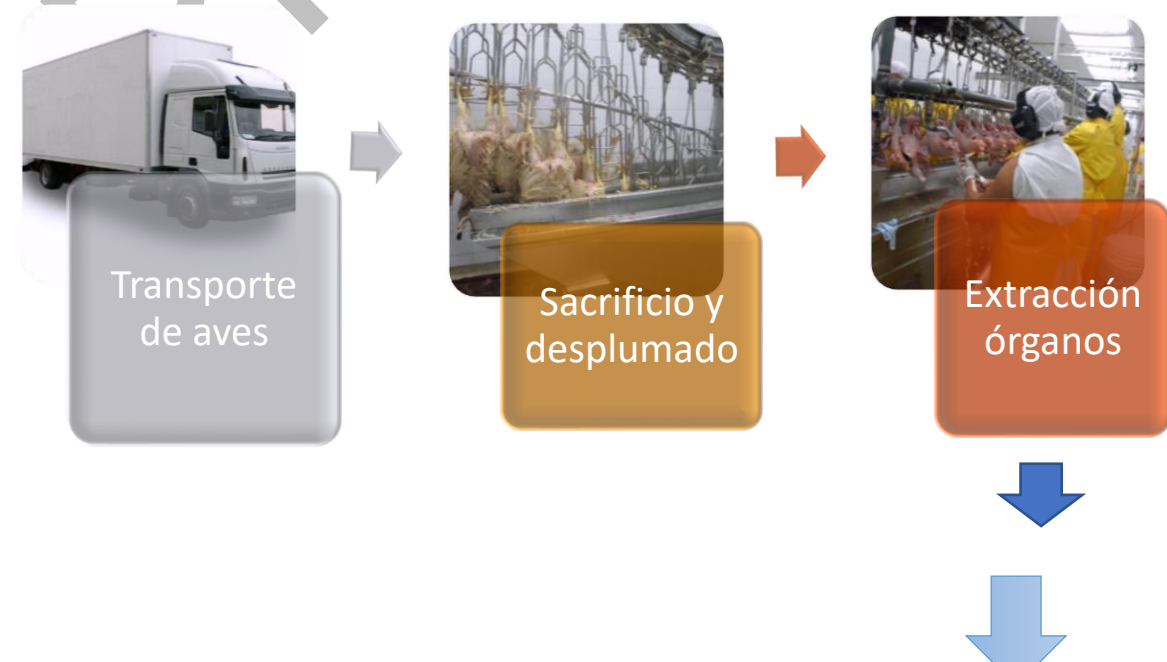 Transporte
de aves
Sacrificio y
desplumado
Extracción
órganos